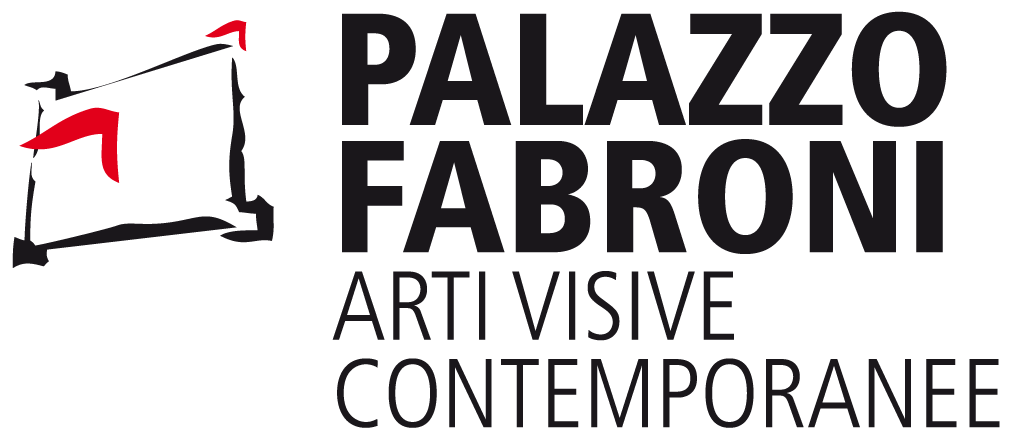 PALAZZO
FABRONI
ARTI VISIVE
CONTEMPORANEE